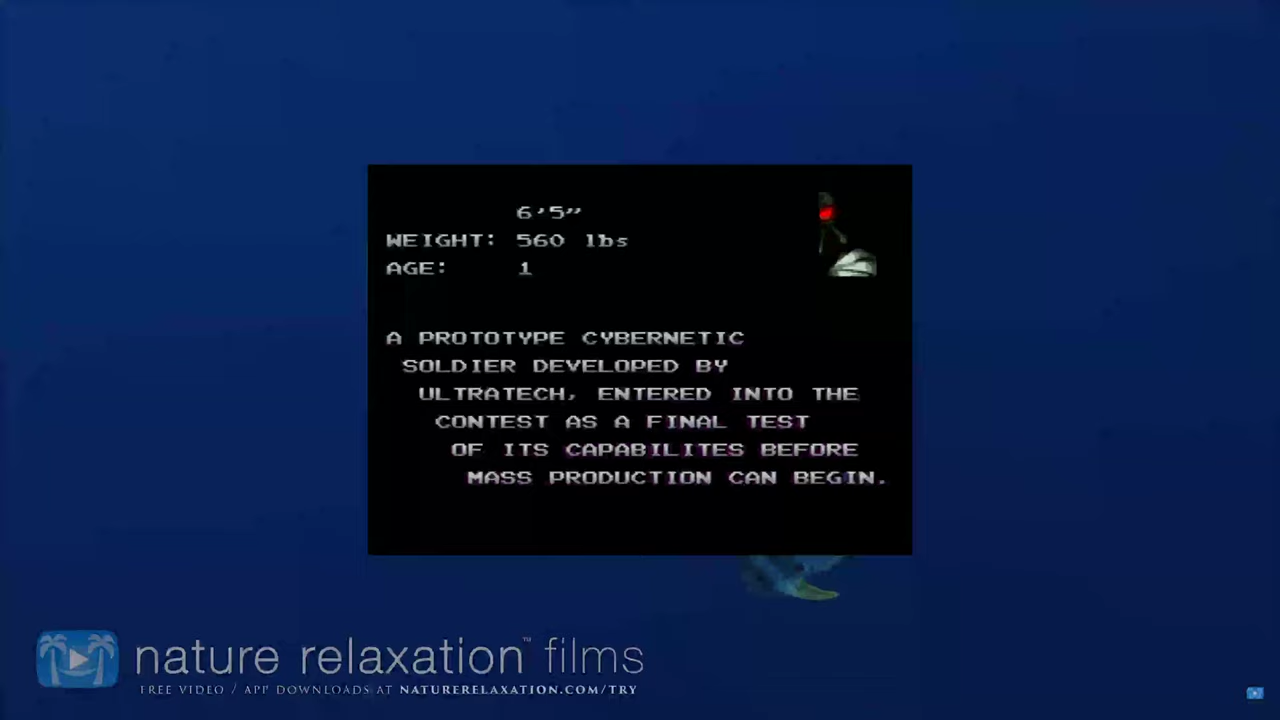 6'5"
WEIGHT: 560 lbs
AGE: 1
A PROTOTYPE CYBERNETIC
SOLDIER DEVELOPED BY
ULTRATECH, ENTERED INTO THE
CONTEST AS A FINAL TEST
OF ITS CAPABILITES BEFORE
MASS PRODUCTION CAN BEGIN.
nature relaxation™ films
FREE VIDEO / APP DOWNLOADS AT NATURERELAXATION.COM/TRY